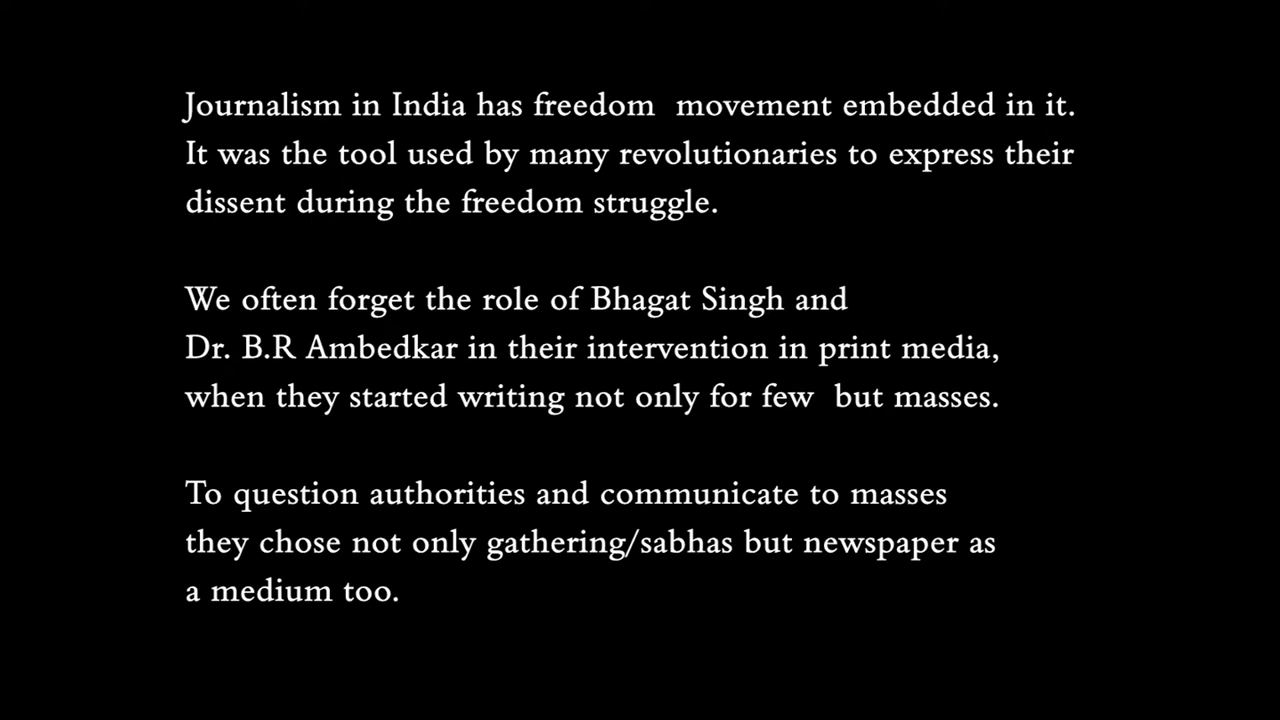 Journalism in India has freedom  movement embedded in it.
It was the tool used by many revolutionaries to express their
dissent during the freedom struggle.
We often forget the role of Bhagat Singh and
Dr. B.R Ambedkar in their intervention in print media,
when they started writing not only for few  but masses.
To question authorities and communicate to masses
they chose not only gathering/sabhas but newspaper as
a medium too.